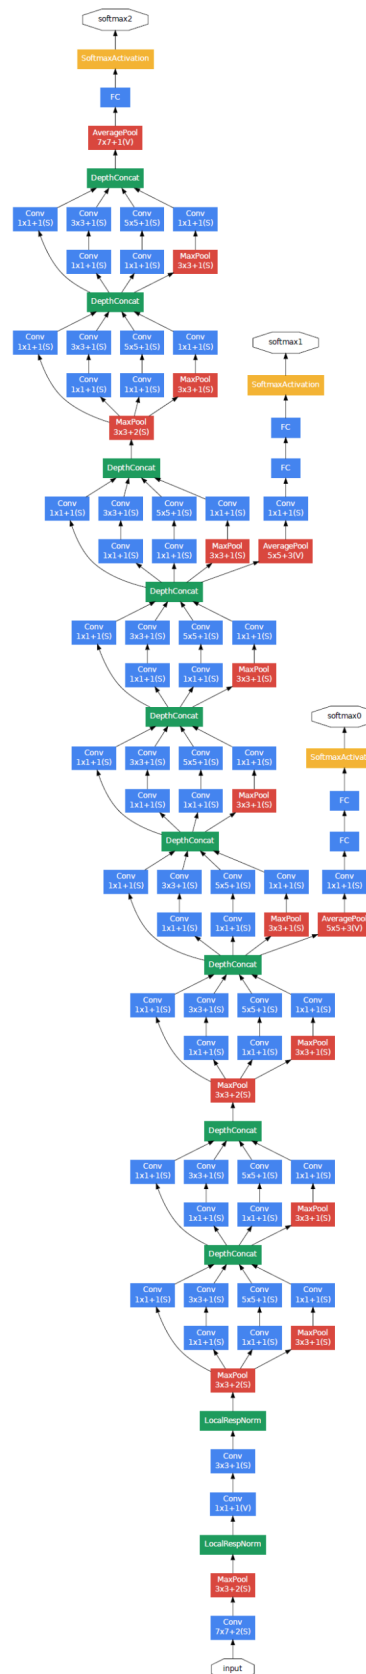 softmax2
SoftmaxActivation
FC
AveragePool
7x7+1(V)
DepthConcat
Conv Conv Conv Conv
1x1+1(S) 3x3+1(S) 5x5+1(S) 1x1+1(S)
Conv Conv MaxPool
1x1+1(S) 1x1+1(S) 3x3+1(S)
DepthConcat
Conv Conv Conv Conv
1x1+1(S) 3x3+1(S) 5x5+1(S) 1x1+1(S)
softmax1
Conv Conv MaxPool
1x1+1(S) 1x1+1(S) 3x3+1(S)
SoftmaxActivation
MaxPool
3x3+2(S)
FC
DepthConcat
FC
Conv Conv Conv Conv Conv
1x1+1(S) 3x3+1(S) 5x5+1(S) 1x1+1(S) 1x1+1(S)
Conv Conv MaxPool AveragePool
1x1+1(S) 1x1+1(S) 3x3+1(S) 5x5+3(V)
DepthConcat
Conv Conv Conv Conv
1x1+1(S) 3x3+1(S) 5x5+1(S) 1x1+1(S)
Conv Conv MaxPool
1x1+1(S) 1x1+1(S) 3x3+1(S)
DepthConcat
softmax0
Conv Conv Conv Conv
1x1+1(S) 3x3+1(S) 5x5+1(S) 1x1+1(S)
SoftmaxActivation
Conv Conv MaxPool
1x1+1(S) 1x1+1(S) 3x3+1(S)
FC
DepthConcat
FC
Conv Conv Conv Conv Conv
1x1+1(S) 3x3+1(S) 5x5+1(S) 1x1+1(S) 1x1+1(S)
Conv Conv MaxPool AveragePool
1x1+1(S) 1x1+1(S) 3x3+1(S) 5x5+3(V)
DepthConcat
Conv Conv Conv Conv
1x1+1(S) 3x3+1(S) 5x5+1(S) 1x1+1(S)
Conv Conv MaxPool
1x1+1(S) 1x1+1(S) 3x3+1(S)
MaxPool
3x3+2(S)
DepthConcat
Conv Conv Conv Conv
1x1+1(S) 3x3+1(S) 5x5+1(S) 1x1+1(S)
Conv Conv MaxPool
1x1+1(S) 1x1+1(S) 3x3+1(S)
DepthConcat
Conv Conv Conv Conv
1x1+1(S) 3x3+1(S) 5x5+1(S) 1x1+1(S)
Conv Conv MaxPool
1x1+1(S) 1x1+1(S) 3x3+1(S)
MaxPool
3x3+2(S)
LocalRespNorm
Conv
3x3+1(S)
Conv
1x1+1(V)
LocalRespNorm
MaxPool
3x3+2(S)
Conv
7x7+2(S)
input